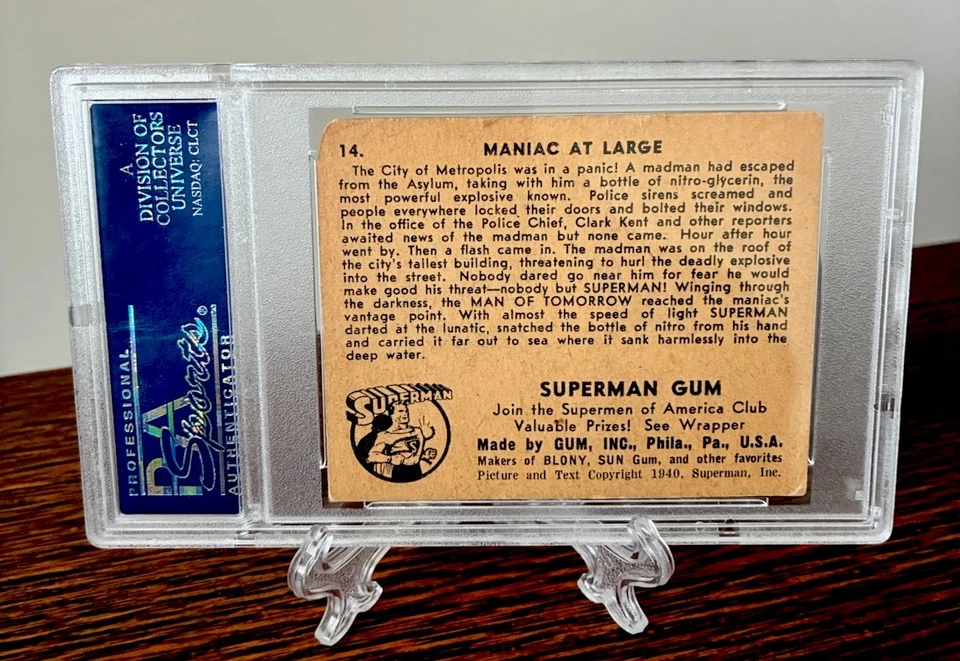 A
DIVISION OF
COLLECTORS
UNIVERSE
NASDAQ: CLCT
PROFESSIONAL
PSA
Sports®
AUTHENTICATOR
14. MANIAC AT LARGE
The City of Metropolis was in a panic! A madman had escaped
from the Asylum, taking with him a bottle of nitro-glycerin, the
most powerful explosive known. Police sirens screamed and
people everywhere locked their doors and bolted their windows.
In the office of the Police Chief, Clark Kent and other reporters
awaited news of the madman but none came. Hour after hour
went by. Then a flash came in. The madman was on the roof of
the city's tallest building, threatening to hurl the deadly explosive
into the street. Nobody dared go near him for fear he would
make good his threat—nobody but SUPERMAN! Winging through
the darkness, the MAN OF TOMORROW reached the maniac's
vantage point. With almost the speed of light SUPERMAN
darted at the lunatic, snatched the bottle of nitro from his hand
and carried it far out to sea where it sank harmlessly into the
deep water.
SUPERMAN
SUPERMAN GUM
Join the Supermen of America Club
Valuable Prizes! See Wrapper
Made by GUM, INC., Phila., Pa., U.S.A.
Makers of BLONY, SUN Gum, and other favorites
Picture and Text Copyright 1940, Superman, Inc.